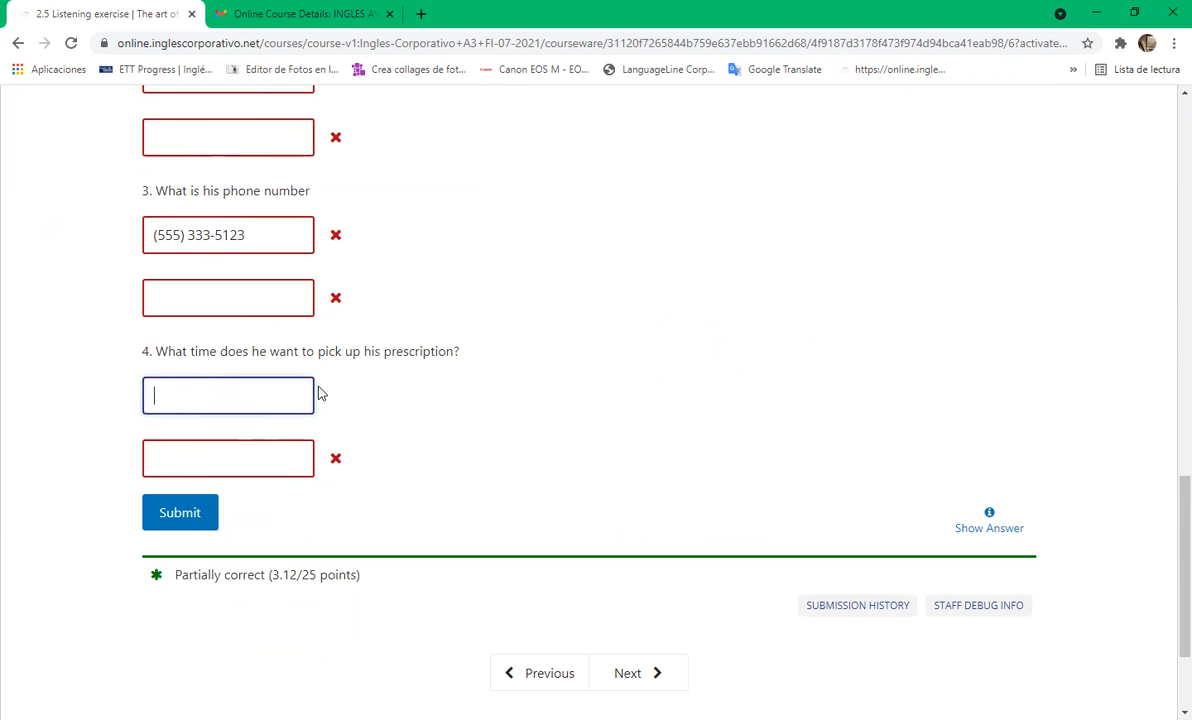 2.5 Listening exercise | The art of
Online Course Details: INGLES A
online.inglescorporativo.net/courses/course-v1:Ingles-Corporativo+A3+FI-07-2021/courseware/31120f7265844b759e637ebb91662d68/4f9187d3178f473f974d94bca41eab98/6?activate...
Aplicaciones
ETT Progress | Inglé...
Editor de Fotos en l...
Crea collages de fot...
Canon EOS M - EO...
LanguageLine Corp...
Google Translate
https://online.ingle...
»
Lista de lectura
3. What is his phone number
(555) 333-5123
4. What time does he want to pick up his prescription?
Submit
Show Answer
Partially correct (3.12/25 points)
SUBMISSION HISTORY
STAFF DEBUG INFO
Previous
Next